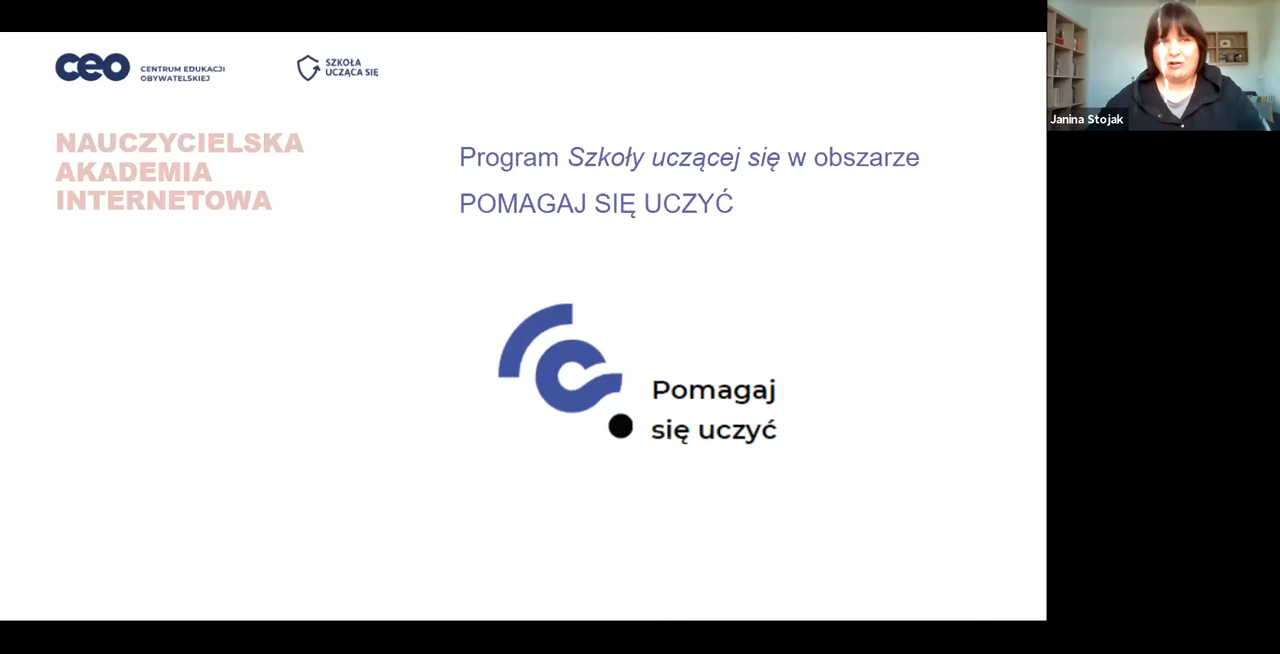 ceo CENTRUM EDUKACJI
OBYWATELSKIEJ
SZKOŁA
UCZĄCA SIĘ
NAUCZYCIELSKA
AKADEMIA
INTERNETOWA
Program Szkoły uczącej się w obszarze
POMAGAJ SIĘ UCZYĆ
Pomagaj
się uczyć
Janina Stojak